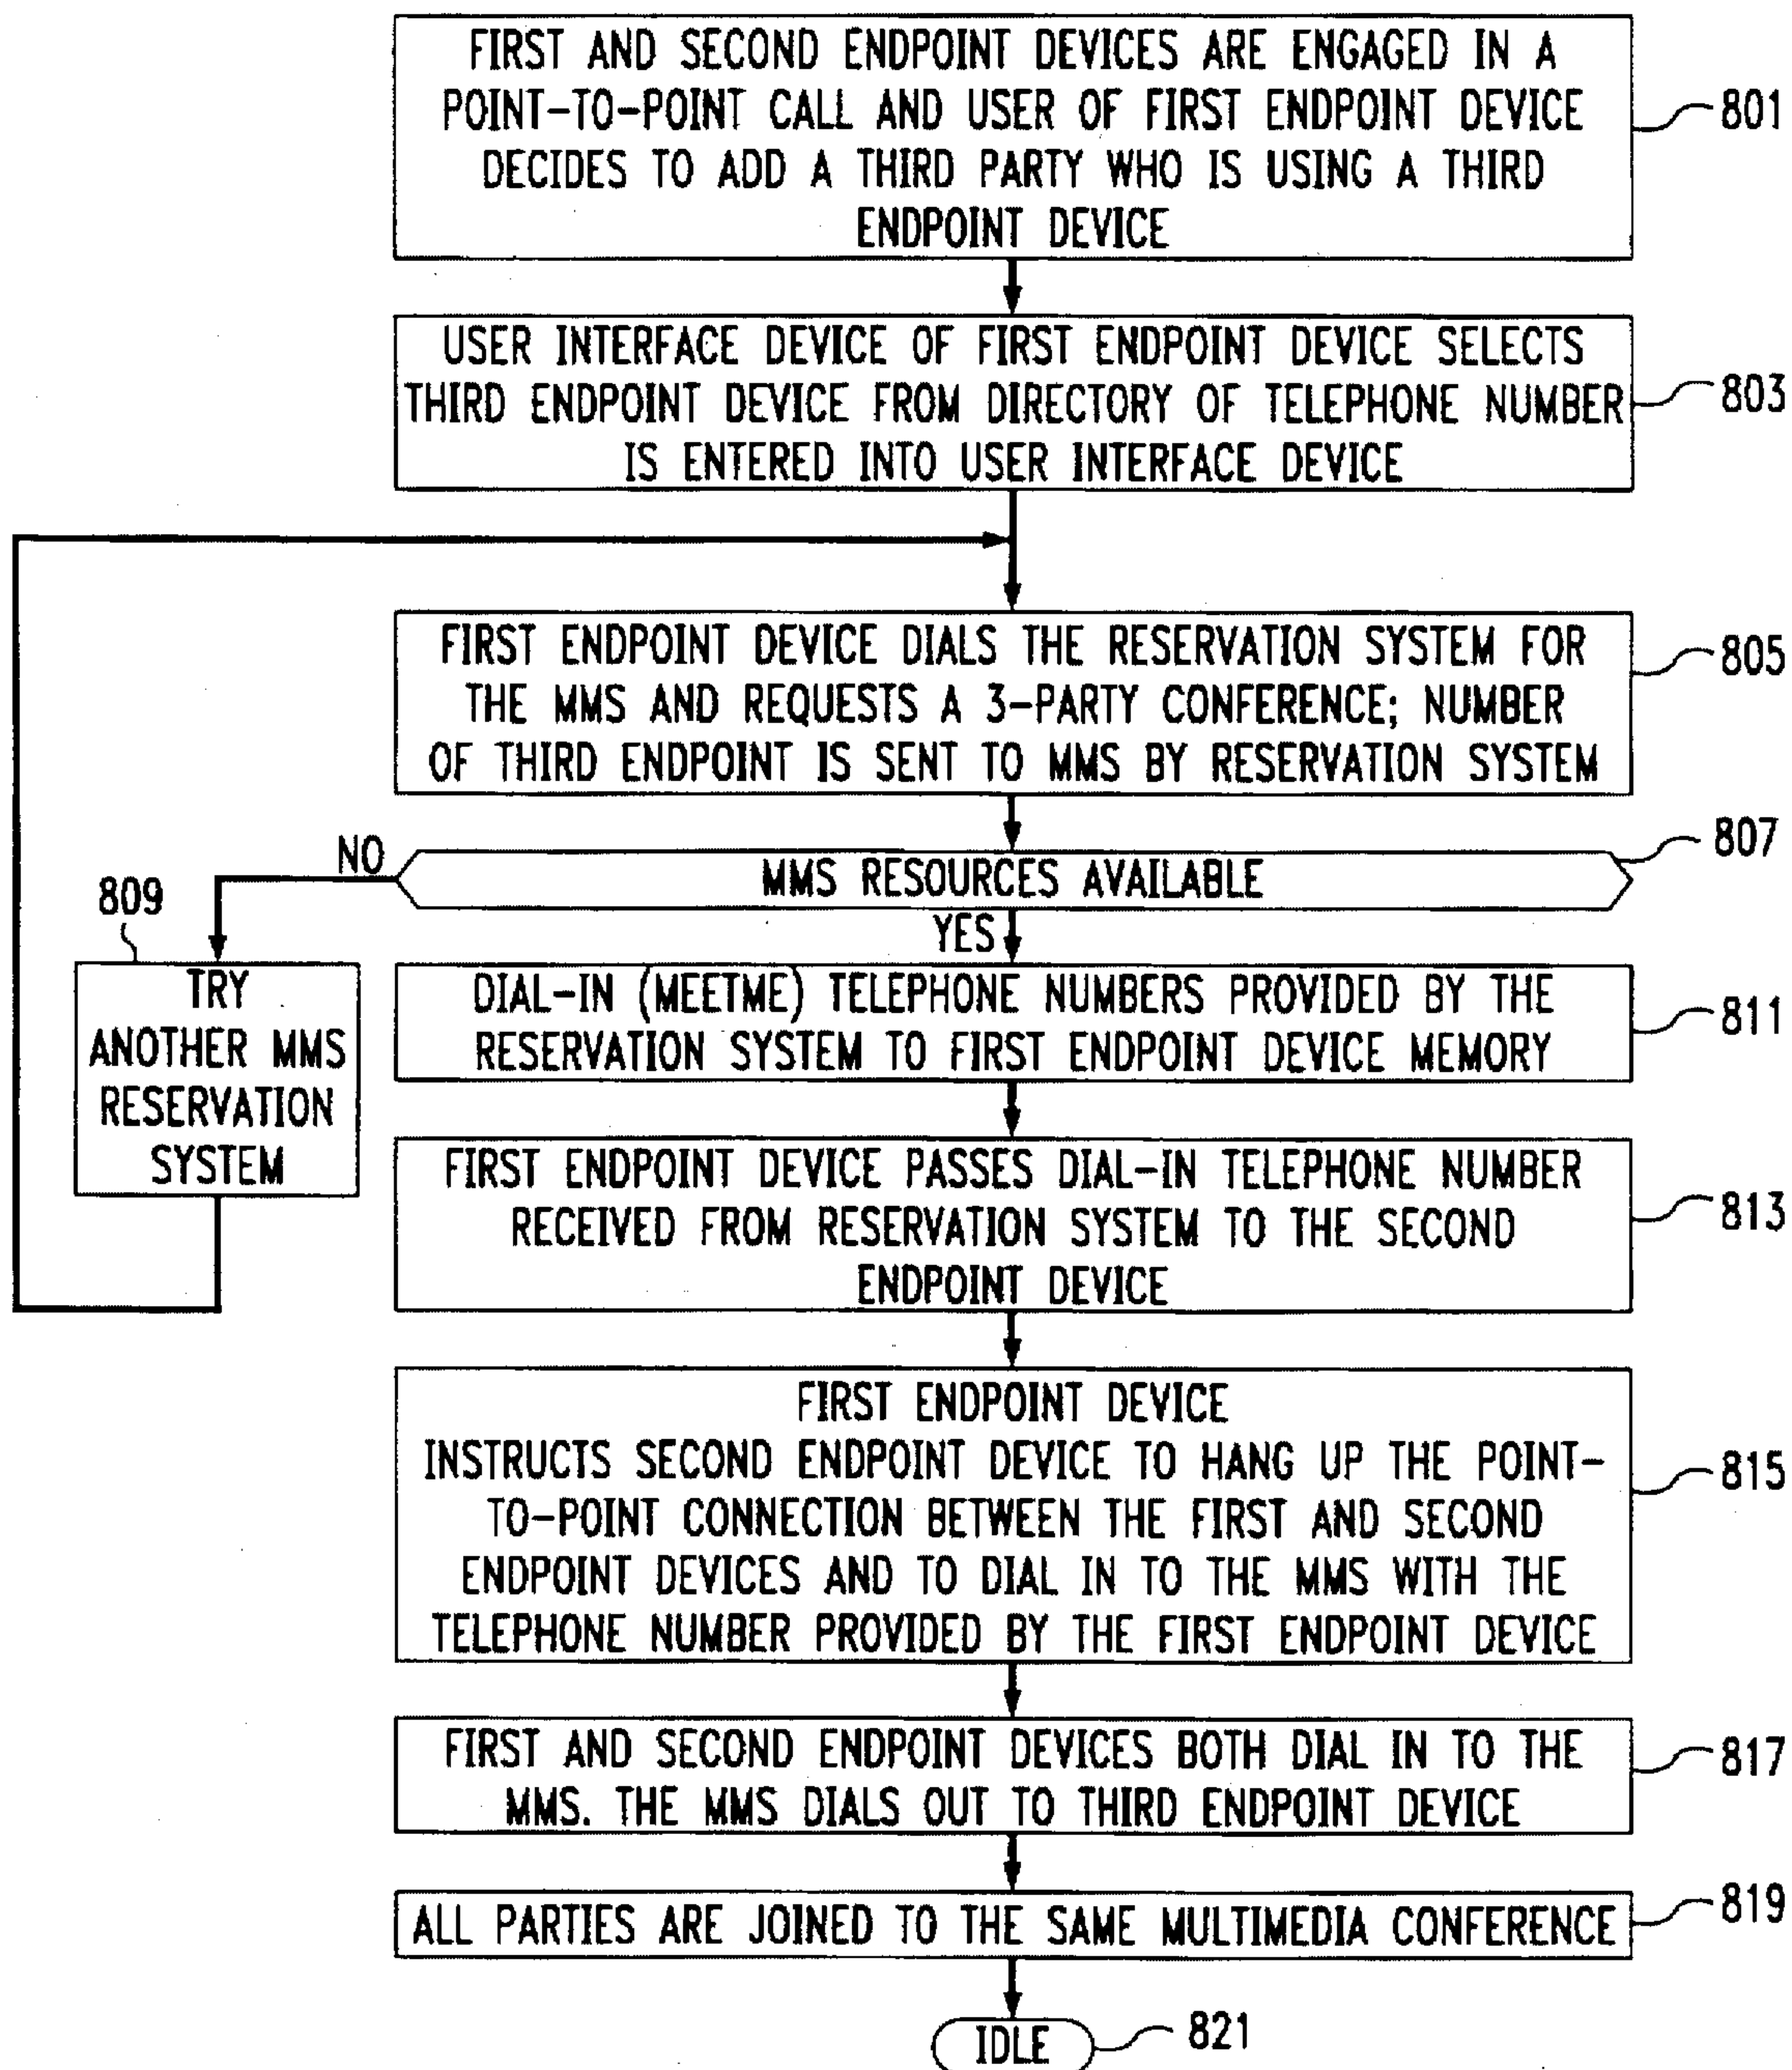 FIRST AND SECOND ENDPOINT DEVICES ARE ENGAGED IN A
POINT-TO-POINT CALL AND USER OF FIRST ENDPOINT DEVICE
DECIDES TO ADD A THIRD PARTY WHO IS USING A THIRD
ENDPOINT DEVICE
801
USER INTERFACE DEVICE OF FIRST ENDPOINT DEVICE SELECTS
THIRD ENDPOINT DEVICE FROM DIRECTORY OF TELEPHONE NUMBER
IS ENTERED INTO USER INTERFACE DEVICE
803
FIRST ENDPOINT DEVICE DIALS THE RESERVATION SYSTEM FOR
THE MMS AND REQUESTS A 3-PARTY CONFERENCE; NUMBER
OF THIRD ENDPOINT IS SENT TO MMS BY RESERVATION SYSTEM
805
MMS RESOURCES AVAILABLE
807
NO
YES
809
TRY
ANOTHER MMS
RESERVATION
SYSTEM
DIAL-IN (MEETME) TELEPHONE NUMBERS PROVIDED BY THE
RESERVATION SYSTEM TO FIRST ENDPOINT DEVICE MEMORY
811
FIRST ENDPOINT DEVICE PASSES DIAL-IN TELEPHONE NUMBER
RECEIVED FROM RESERVATION SYSTEM TO THE SECOND
ENDPOINT DEVICE
813
FIRST ENDPOINT DEVICE
INSTRUCTS SECOND ENDPOINT DEVICE TO HANG UP THE POINT-
TO-POINT CONNECTION BETWEEN THE FIRST AND SECOND
ENDPOINT DEVICES AND TO DIAL IN TO THE MMS WITH THE
TELEPHONE NUMBER PROVIDED BY THE FIRST ENDPOINT DEVICE
815
FIRST AND SECOND ENDPOINT DEVICES BOTH DIAL IN TO THE
MMS. THE MMS DIALS OUT TO THIRD ENDPOINT DEVICE
817
ALL PARTIES ARE JOINED TO THE SAME MULTIMEDIA CONFERENCE
819
IDLE
821